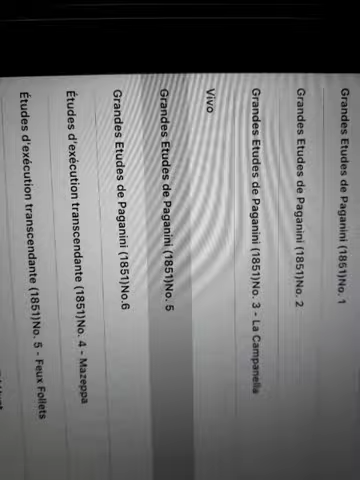 Grandes Etudes de Paganini (1851)No. 1
Grandes Etudes de Paganini (1851)No. 2
Grandes Etudes de Paganini (1851)No. 3 - La Campanella
Vivo
Grandes Etudes de Paganini (1851)No. 5
Grandes Etudes de Paganini (1851)No.6
Études d'exécution transcendante (1851)No. 4 - Mazeppa
Études d'exécution transcendante (1851)No. 5 - Feux Follets